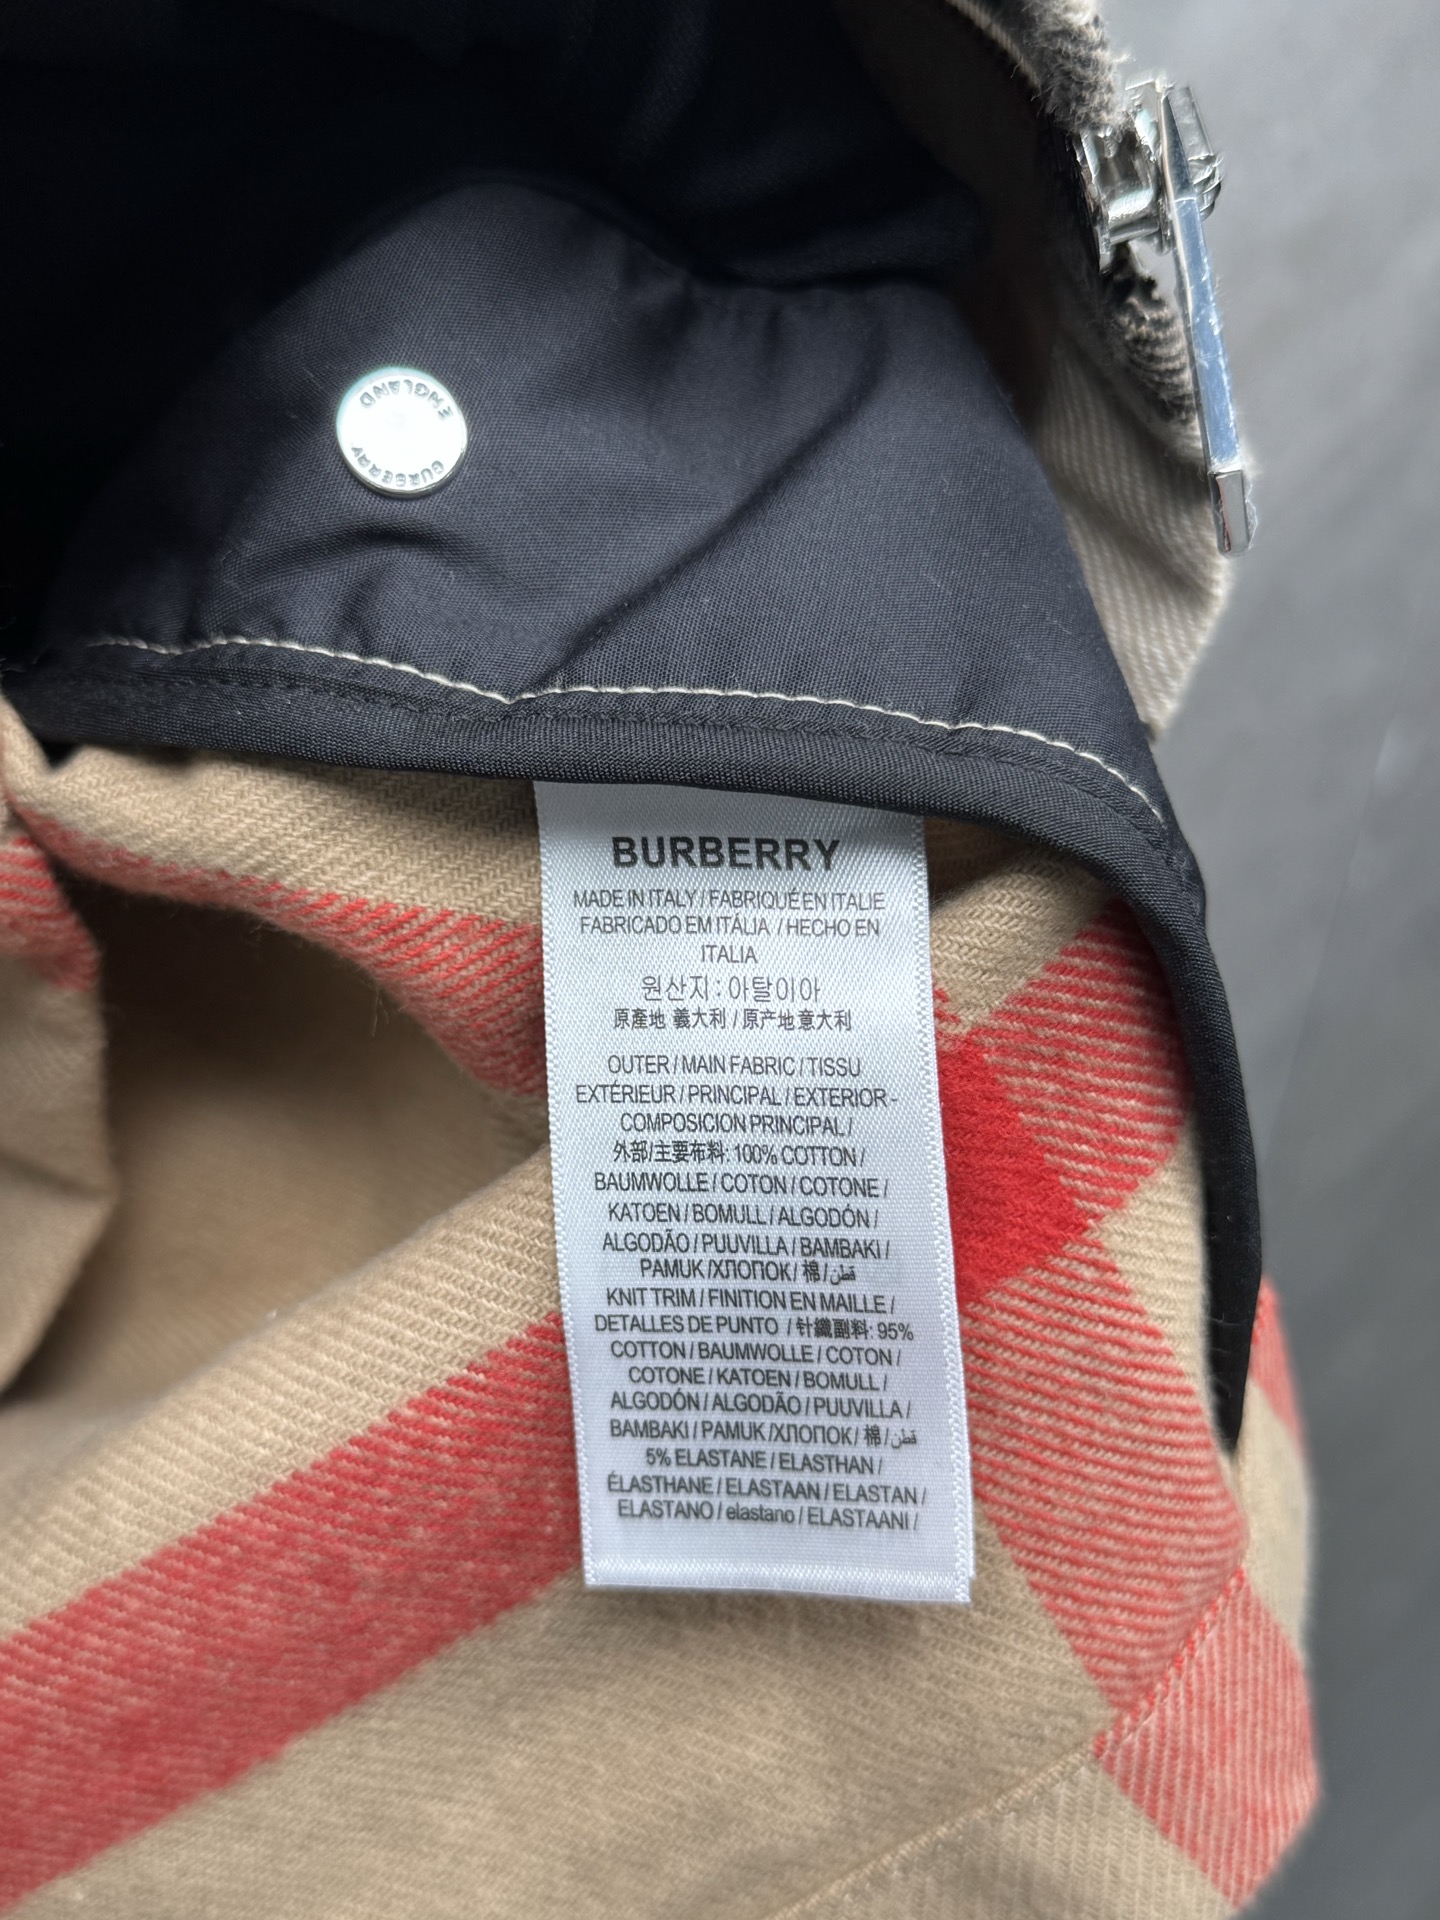 BURBERRY
ENGLAND
BURBERRY
MADE IN ITALY / FABRIQUÉ EN ITALIE
FABRICADO EM ITÁLIA / HECHO EN
ITALIA
원산지 : 아탈이아
原產地 義大利 / 原产地意大利
OUTER / MAIN FABRIC / TISSU
EXTÉRIEUR / PRINCIPAL / EXTERIOR -
COMPOSICION PRINCIPAL /
外部/主要布料: 100% COTTON /
BAUMWOLLE / COTON / COTONE /
KATOEN / BOMULL / ALGODÓN /
ALGODÃO / PUUVILLA / BAMBAKI /
PAMUK /ХЛОПОК/ 棉/قطن
KNIT TRIM / FINITION EN MAILLE /
DETALLES DE PUNTO / 针織副料: 95%
COTTON / BAUMWOLLE / COTON /
COTONE / KATOEN / BOMULL /
ALGODÓN / ALGODÃO / PUUVILLA /
BAMBAKI / PAMUK /ХЛОПОК/ 棉/قطن
5% ELASTANE / ELASTHAN /
ÉLASTHANE / ELASTAAN / ELASTAN /
ELASTANO / elastano / ELASTAANI /